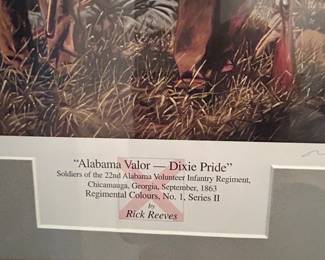 "Alabama Valor — Dixie Pride"
Soldiers of the 22nd Alabama Volunteer Infantry Regiment,
Chicamauga, Georgia, September, 1863
Regimental Colours, No. 1, Series II
by
Rick Reeves